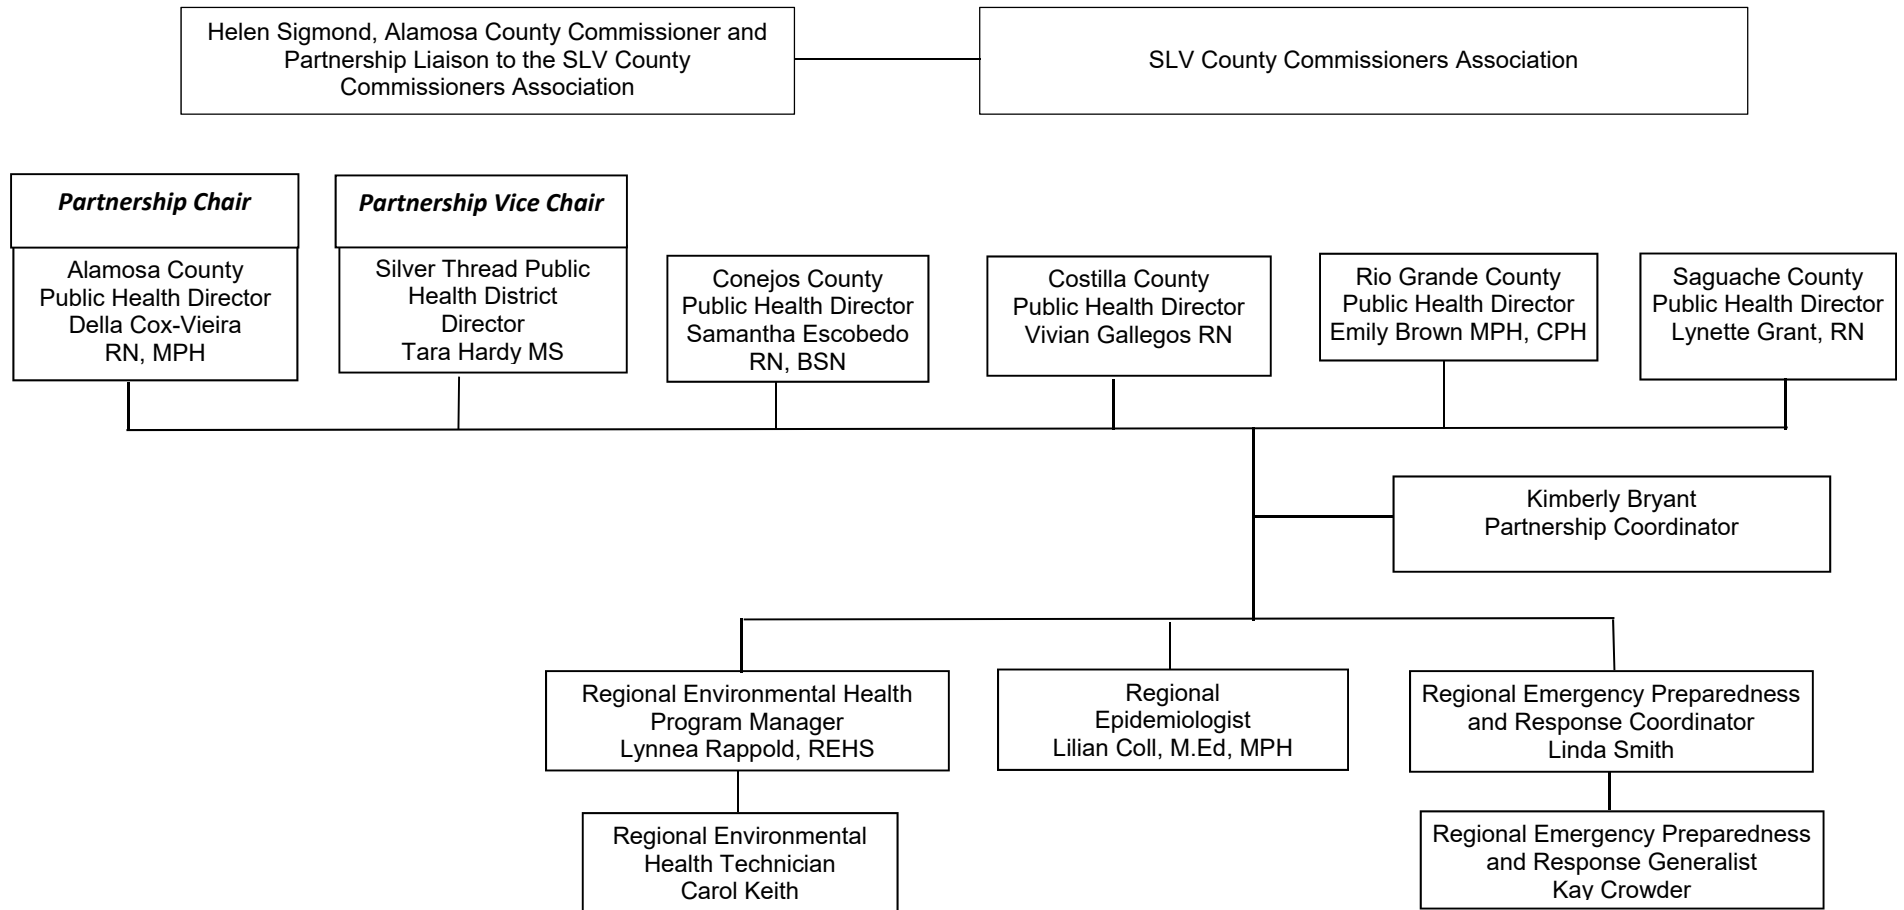 Helen Sigmond, Alamosa County Commissioner and
Partnership Liaison to the SLV County
Commissioners Association
SLV County Commissioners Association
Partnership Chair
Alamosa County
Public Health Director
Della Cox-Vieira
RN, MPH
Partnership Vice Chair
Silver Thread Public
Health District
Director
Tara Hardy MS
Conejos County
Public Health Director
Samantha Escobedo
RN, BSN
Costilla County
Public Health Director
Vivian Gallegos RN
Rio Grande County
Public Health Director
Emily Brown MPH, CPH
Saguache County
Public Health Director
Lynette Grant, RN
Kimberly Bryant
Partnership Coordinator
Regional Environmental Health
Program Manager
Lynnea Rappold, REHS
Regional
Epidemiologist
Lilian Coll, M.Ed, MPH
Regional Emergency Preparedness
and Response Coordinator
Linda Smith
Regional Environmental
Health Technician
Carol Keith
Regional Emergency Preparedness
and Response Generalist
Kay Crowder